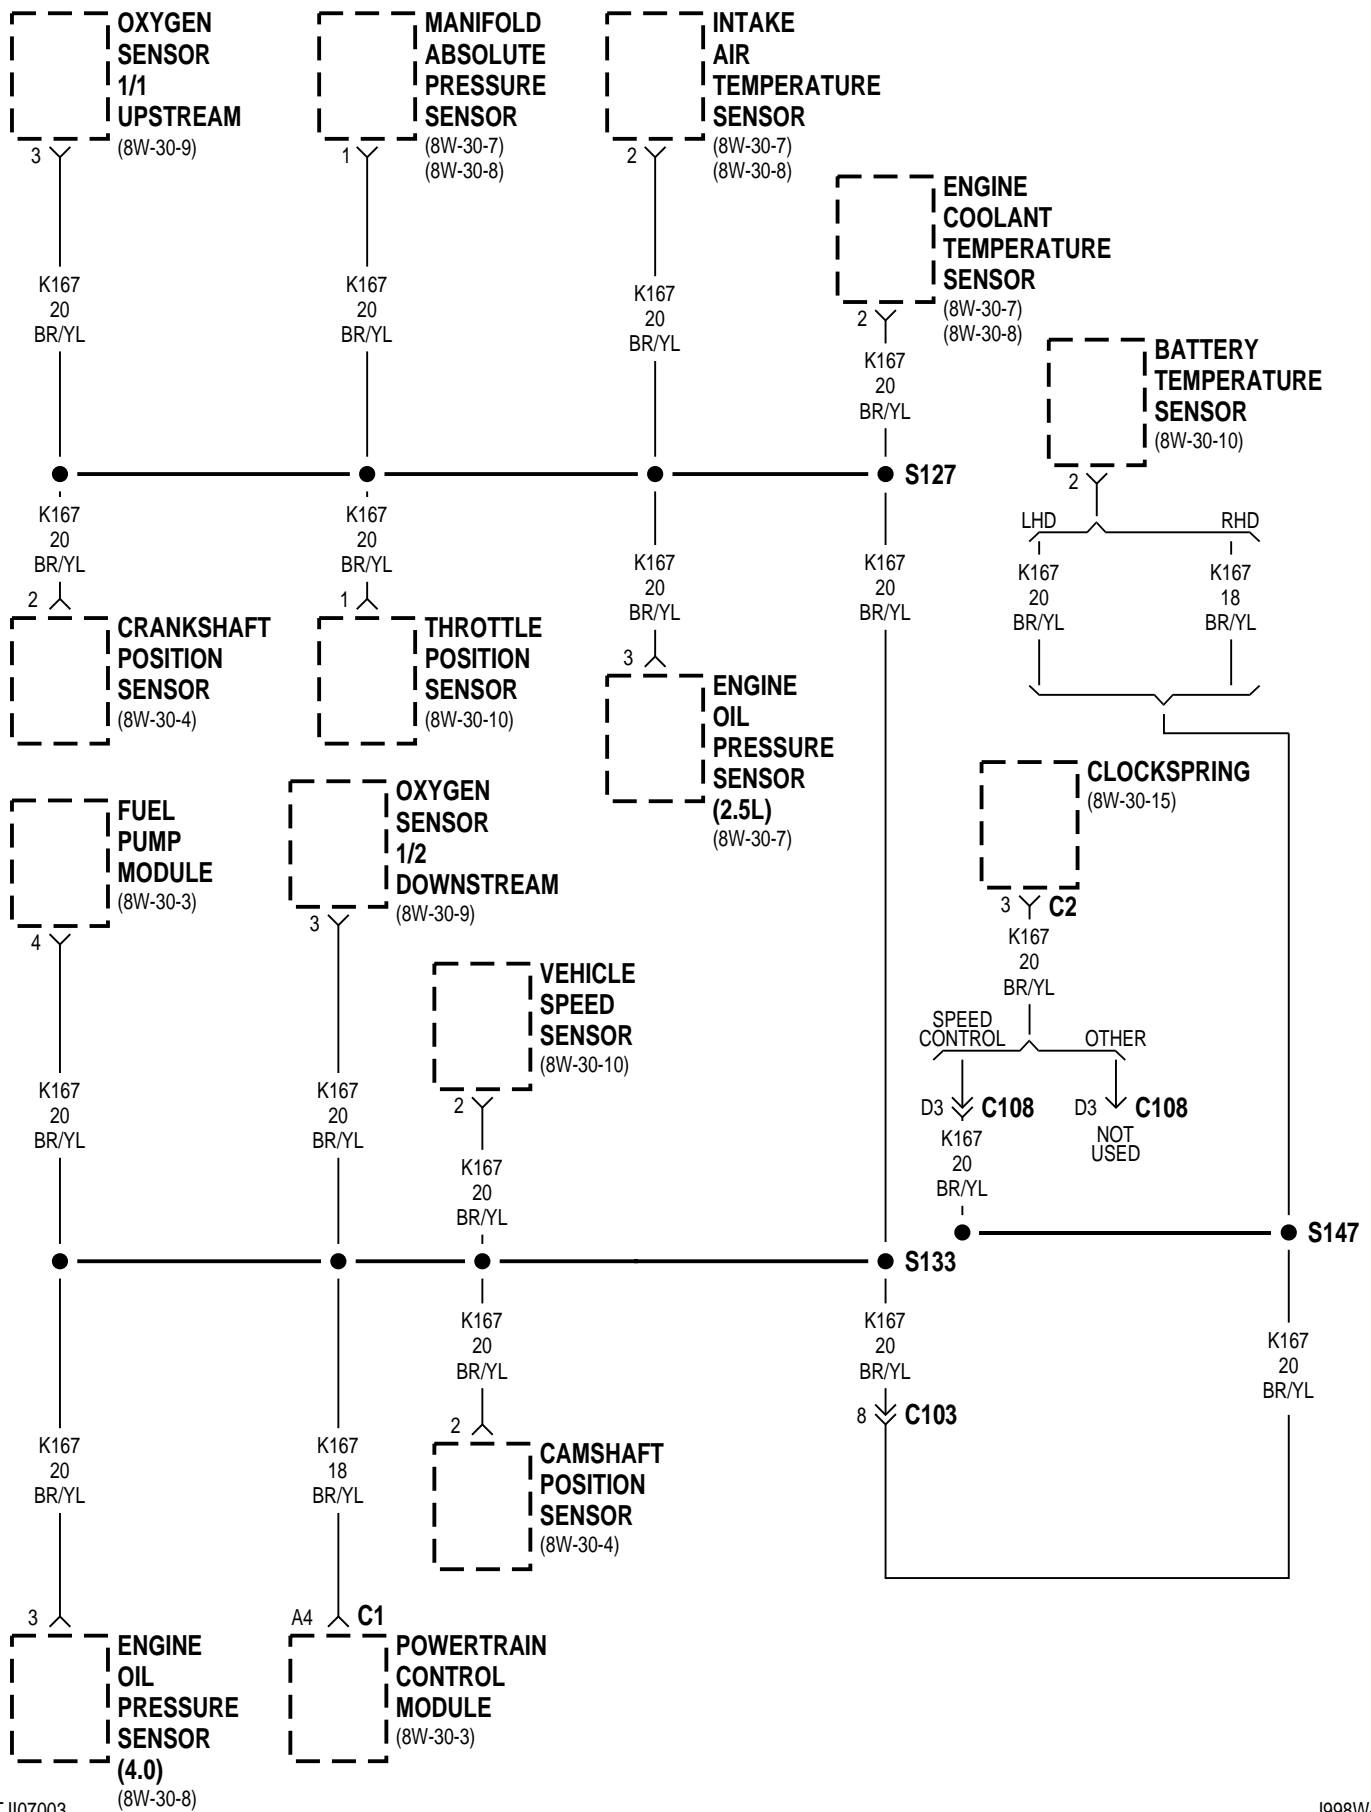 OXYGEN
SENSOR
1/1
UPSTREAM
(8W-30-9)
3
MANIFOLD
ABSOLUTE
PRESSURE
SENSOR
(8W-30-7)
(8W-30-8)
1
INTAKE
AIR
TEMPERATURE
SENSOR
(8W-30-7)
(8W-30-8)
2
ENGINE
COOLANT
TEMPERATURE
SENSOR
(8W-30-7)
(8W-30-8)
2
BATTERY
TEMPERATURE
SENSOR
(8W-30-10)
2
K167
20
BR/YL
K167
20
BR/YL
K167
20
BR/YL
K167
20
BR/YL
S127
LHD
RHD
K167
20
BR/YL
K167
20
BR/YL
K167
20
BR/YL
K167
20
BR/YL
K167
20
BR/YL
K167
18
BR/YL
2
CRANKSHAFT
POSITION
SENSOR
(8W-30-4)
1
THROTTLE
POSITION
SENSOR
(8W-30-10)
3
ENGINE
OIL
PRESSURE
SENSOR
(2.5L)
(8W-30-7)
CLOCKSPRING
(8W-30-15)
3
C2
K167
20
BR/YL
FUEL
PUMP
MODULE
(8W-30-3)
4
OXYGEN
SENSOR
1/2
DOWNSTREAM
(8W-30-9)
3
VEHICLE
SPEED
SENSOR
(8W-30-10)
2
SPEED
CONTROL
OTHER
D3
C108
D3
C108
NOT
USED
K167
20
BR/YL
K167
20
BR/YL
K167
20
BR/YL
K167
20
BR/YL
S147
S133
K167
20
BR/YL
K167
20
BR/YL
K167
20
BR/YL
2
CAMSHAFT
POSITION
SENSOR
(8W-30-4)
8
C103
K167
20
BR/YL
K167
18
BR/YL
3
ENGINE
OIL
PRESSURE
SENSOR
(4.0)
(8W-30-8)
A4
C1
POWERTRAIN
CONTROL
MODULE
(8W-30-3)